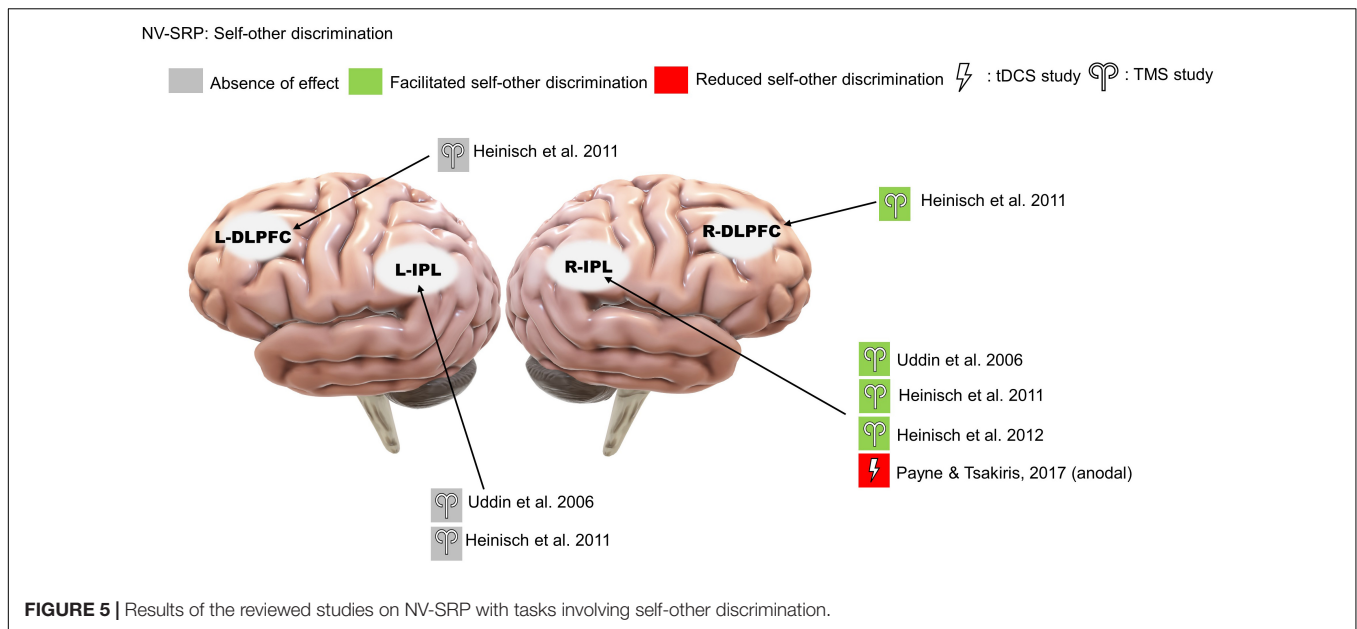 NV-SRP: Self-other discrimination
Absence of effect Facilitated self-other discrimination Reduced self-other discrimination : tDCS study : TMS study
Heinisch et al. 2011
Heinisch et al. 2011
L-DLPFC
R-DLPFC
L-IPL
R-IPL
Uddin et al. 2006
Heinisch et al. 2011
Heinisch et al. 2012
Payne & Tsakiris, 2017 (anodal)
Uddin et al. 2006
Heinisch et al. 2011
FIGURE 5 | Results of the reviewed studies on NV-SRP with tasks involving self-other discrimination.